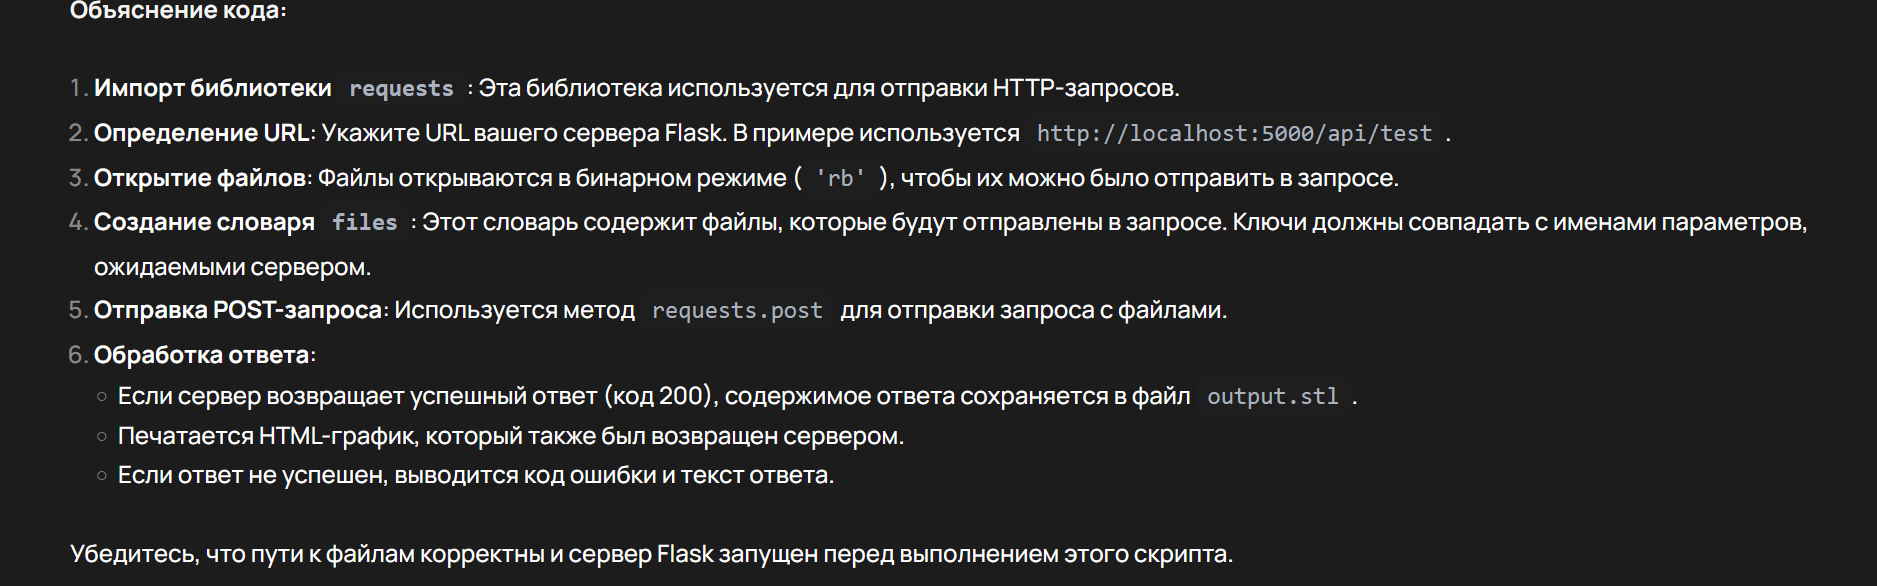 Объяснение кода:
1. Импорт библиотеки requests : Эта библиотека используется для отправки HTTP-запросов.
2. Определение URL: Укажите URL вашего сервера Flask. В примере используется http://localhost:5000/api/test .
3. Открытие файлов: Файлы открываются в бинарном режиме ( 'rb' ), чтобы их можно было отправить в запросе.
4. Создание словаря files : Этот словарь содержит файлы, которые будут отправлены в запросе. Ключи должны совпадать с именами параметров,
ожидаемыми сервером.
5. Отправка POST-запроса: Используется метод requests.post для отправки запроса с файлами.
6. Обработка ответа:
○ Если сервер возвращает успешный ответ (код 200), содержимое ответа сохраняется в файл output.stl .
○ Печатается HTML-график, который также был возвращен сервером.
○ Если ответ не успешен, выводится код ошибки и текст ответа.
Убедитесь, что пути к файлам корректны и сервер Flask запущен перед выполнением этого скрипта.